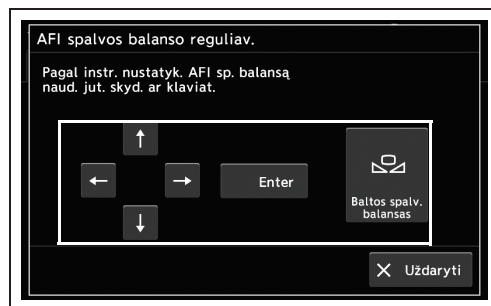 AFI spalvos balanso reguliav.
Pagal instr. nustatyk. AFI sp. balansą
naud. jut. skyd. ar klaviat.
↑
← → Enter
↓
Baltos spalv.
balansas
X Uždaryti